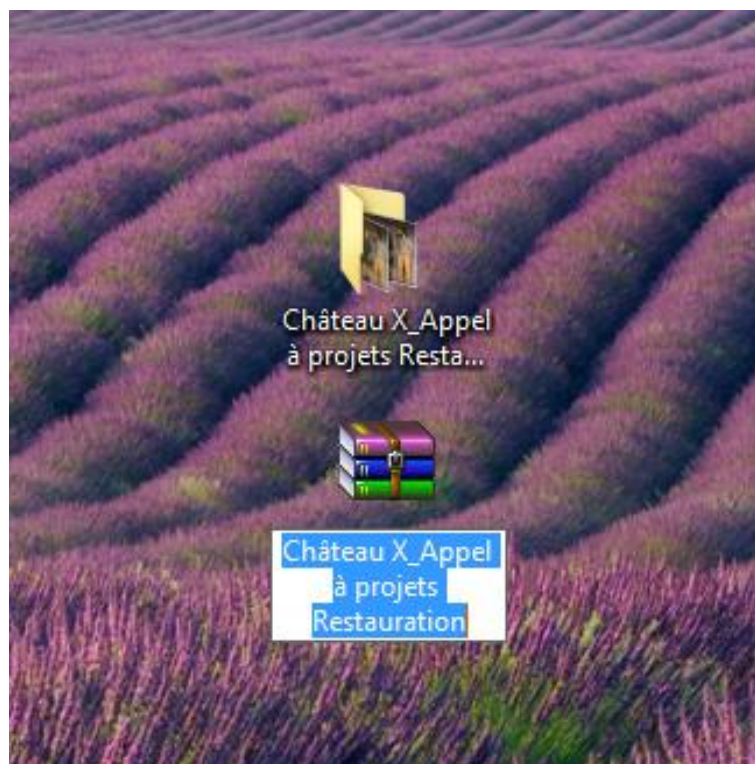 Château X_Appel
à projets Resta...
Château X_Appel
à projets
Restauration